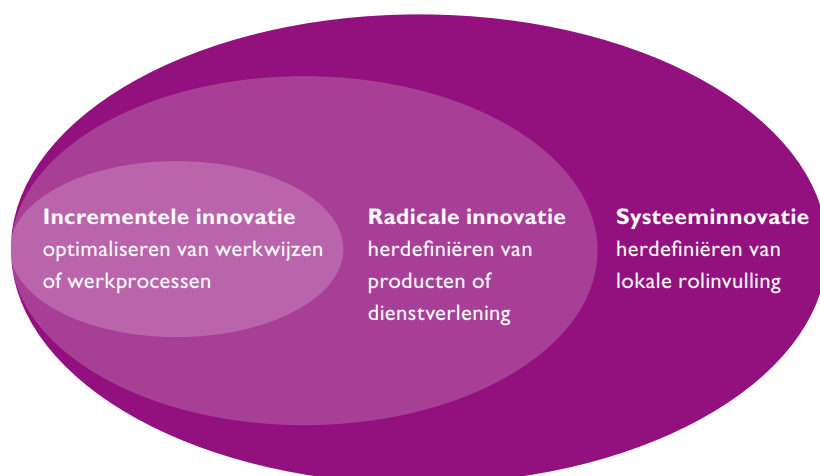 Incrementele innovatie
optimaliseren van werkwijzen
of werkprocessen
Radicale innovatie
herdefiniëren van
producten of
dienstverlening
Systeeminnovatie
herdefiniëren van
lokale rolinvulling